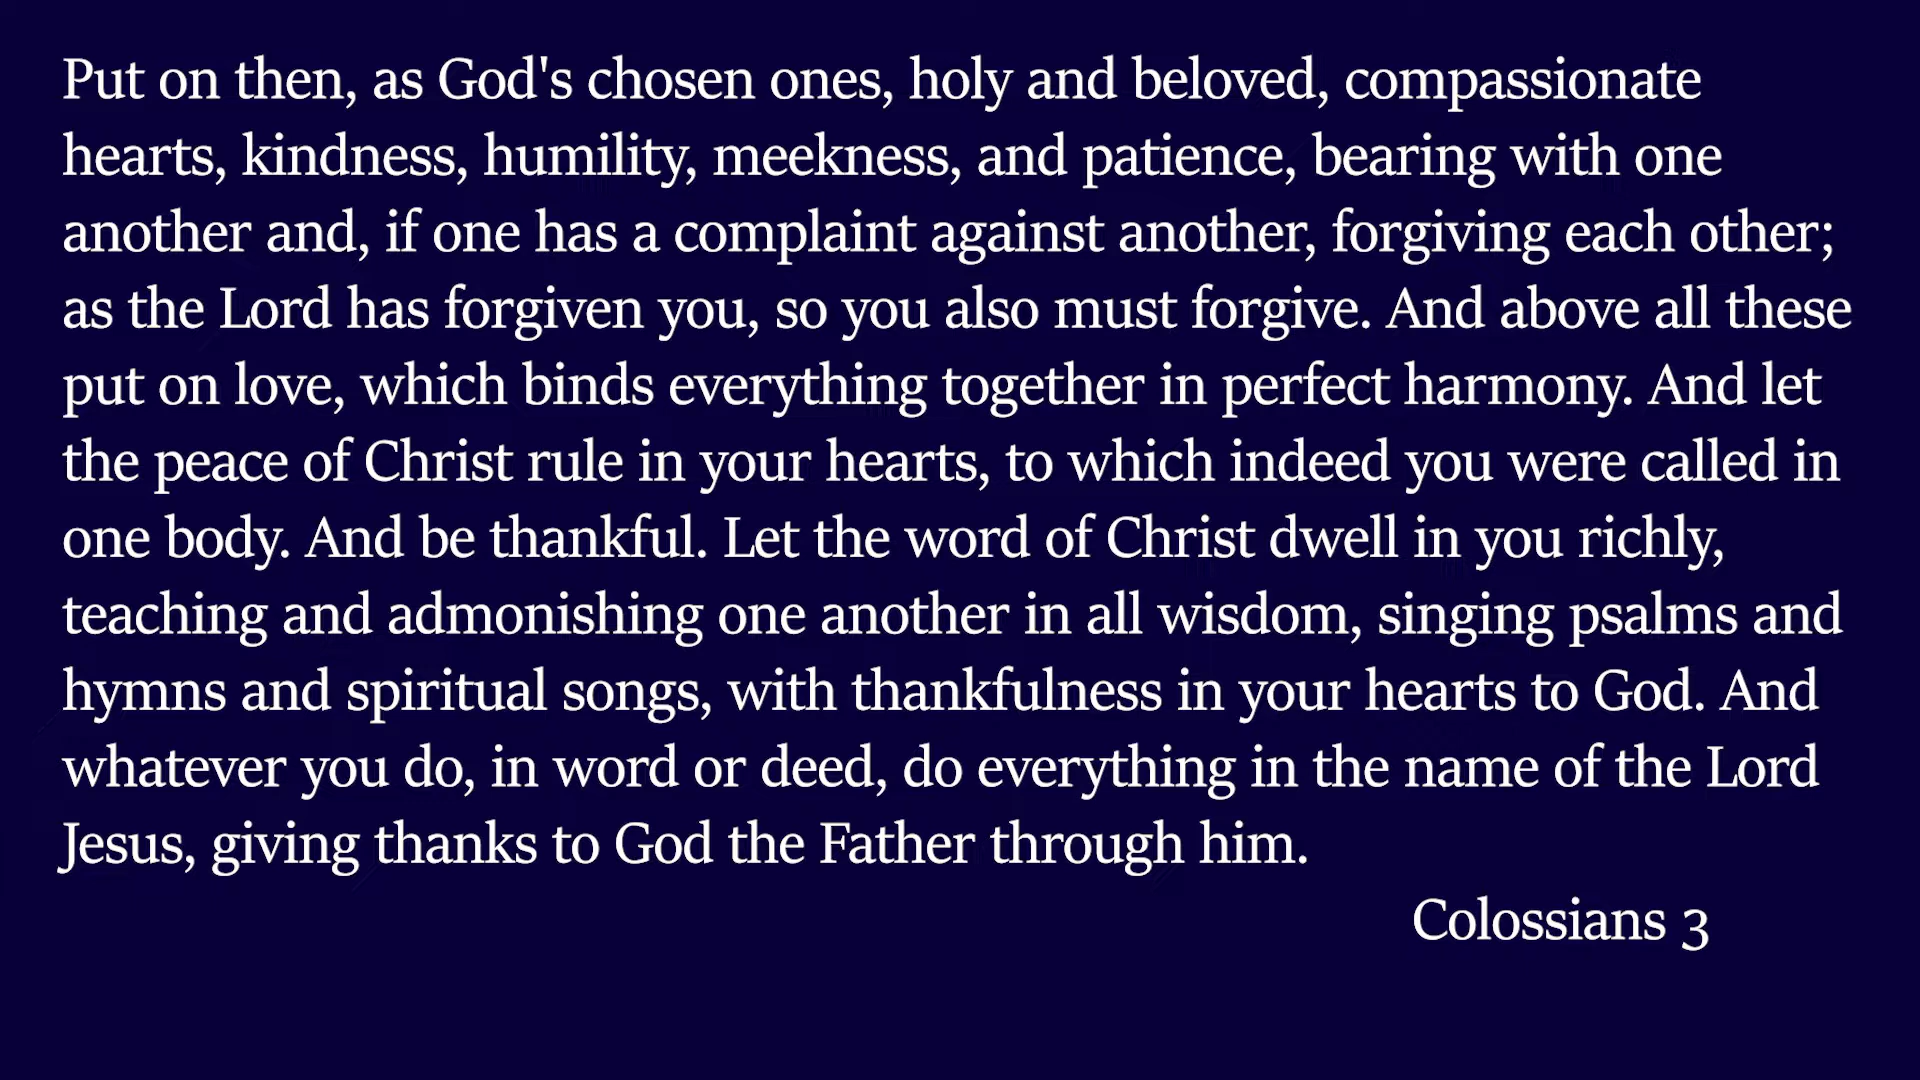 Put on then, as God's chosen ones, holy and beloved, compassionate
hearts, kindness, humility, meekness, and patience, bearing with one
another and, if one has a complaint against another, forgiving each other;
as the Lord has forgiven you, so you also must forgive. And above all these
put on love, which binds everything together in perfect harmony. And let
the peace of Christ rule in your hearts, to which indeed you were called in
one body. And be thankful. Let the word of Christ dwell in you richly,
teaching and admonishing one another in all wisdom, singing psalms and
hymns and spiritual songs, with thankfulness in your hearts to God. And
whatever you do, in word or deed, do everything in the name of the Lord
Jesus, giving thanks to God the Father through him.
Colossians 3